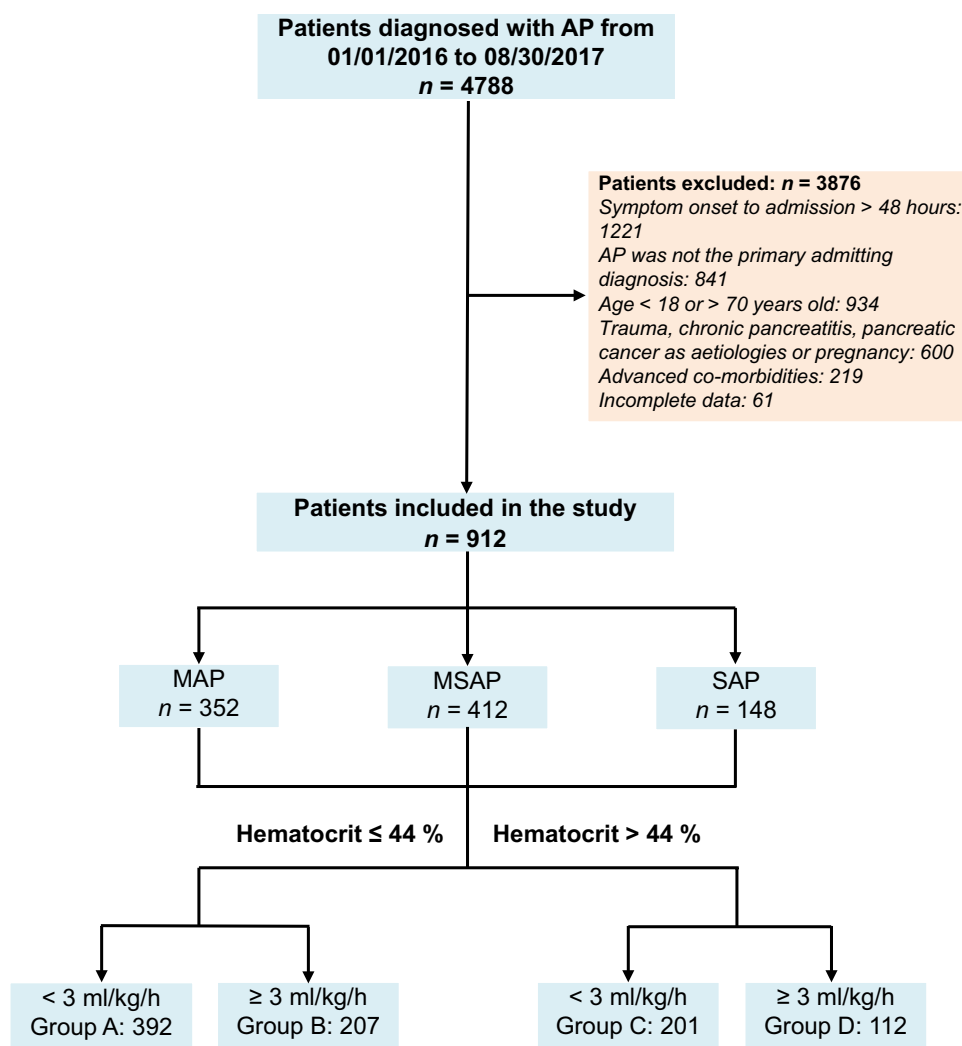 Patients diagnosed with AP from
01/01/2016 to 08/30/2017
n = 4788
Patients excluded: n = 3876
Symptom onset to admission > 48 hours:
1221
AP was not the primary admitting
diagnosis: 841
Age < 18 or > 70 years old: 934
Trauma, chronic pancreatitis, pancreatic
cancer as aetiologies or pregnancy: 600
Advanced co-morbidities: 219
Incomplete data: 61
Patients included in the study
n = 912
MAP
n = 352
MSAP
n = 412
SAP
n = 148
Hematocrit ≤ 44 %
Hematocrit > 44 %
< 3 ml/kg/h
Group A: 392
≥ 3 ml/kg/h
Group B: 207
< 3 ml/kg/h
Group C: 201
≥ 3 ml/kg/h
Group D: 112